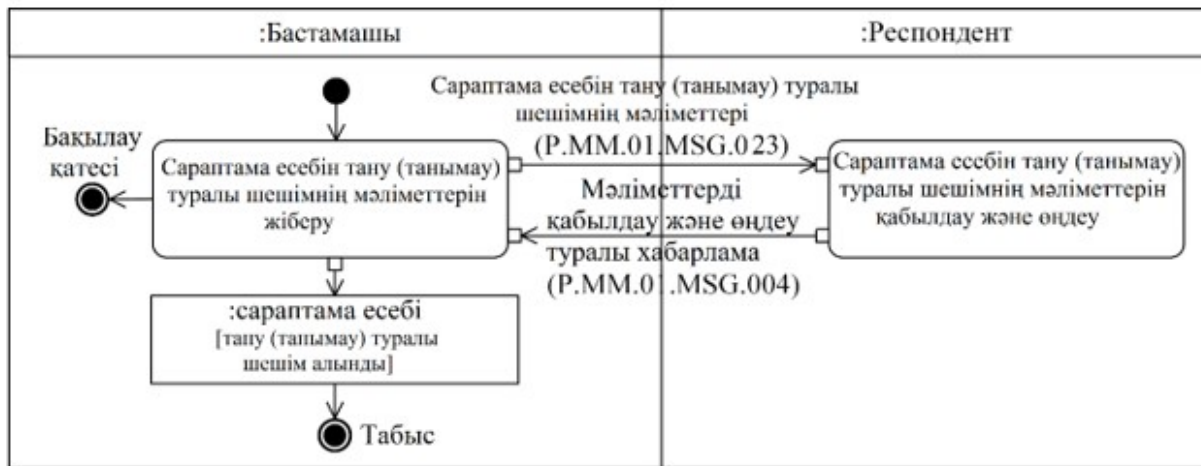 :Бастамашы
:Респондент
Сараптама есебін тану (танымау) туралы
шешімнің мәліметтері
(P.MM.01.MSG.023)
Бақылау
қатесі
Сараптама есебін тану (танымау)
туралы шешімнің мәліметтерін
жіберу
Сараптама есебін тану (танымау)
туралы шешімнің мәліметтерін
қабылдау және өңдеу
Мәліметтерді
қабылдау және өңдеу
туралы хабарлама
(P.MM.01.MSG.004)
:сараптама есебі
[тану (танымау) туралы
шешім алынды]
Табыс